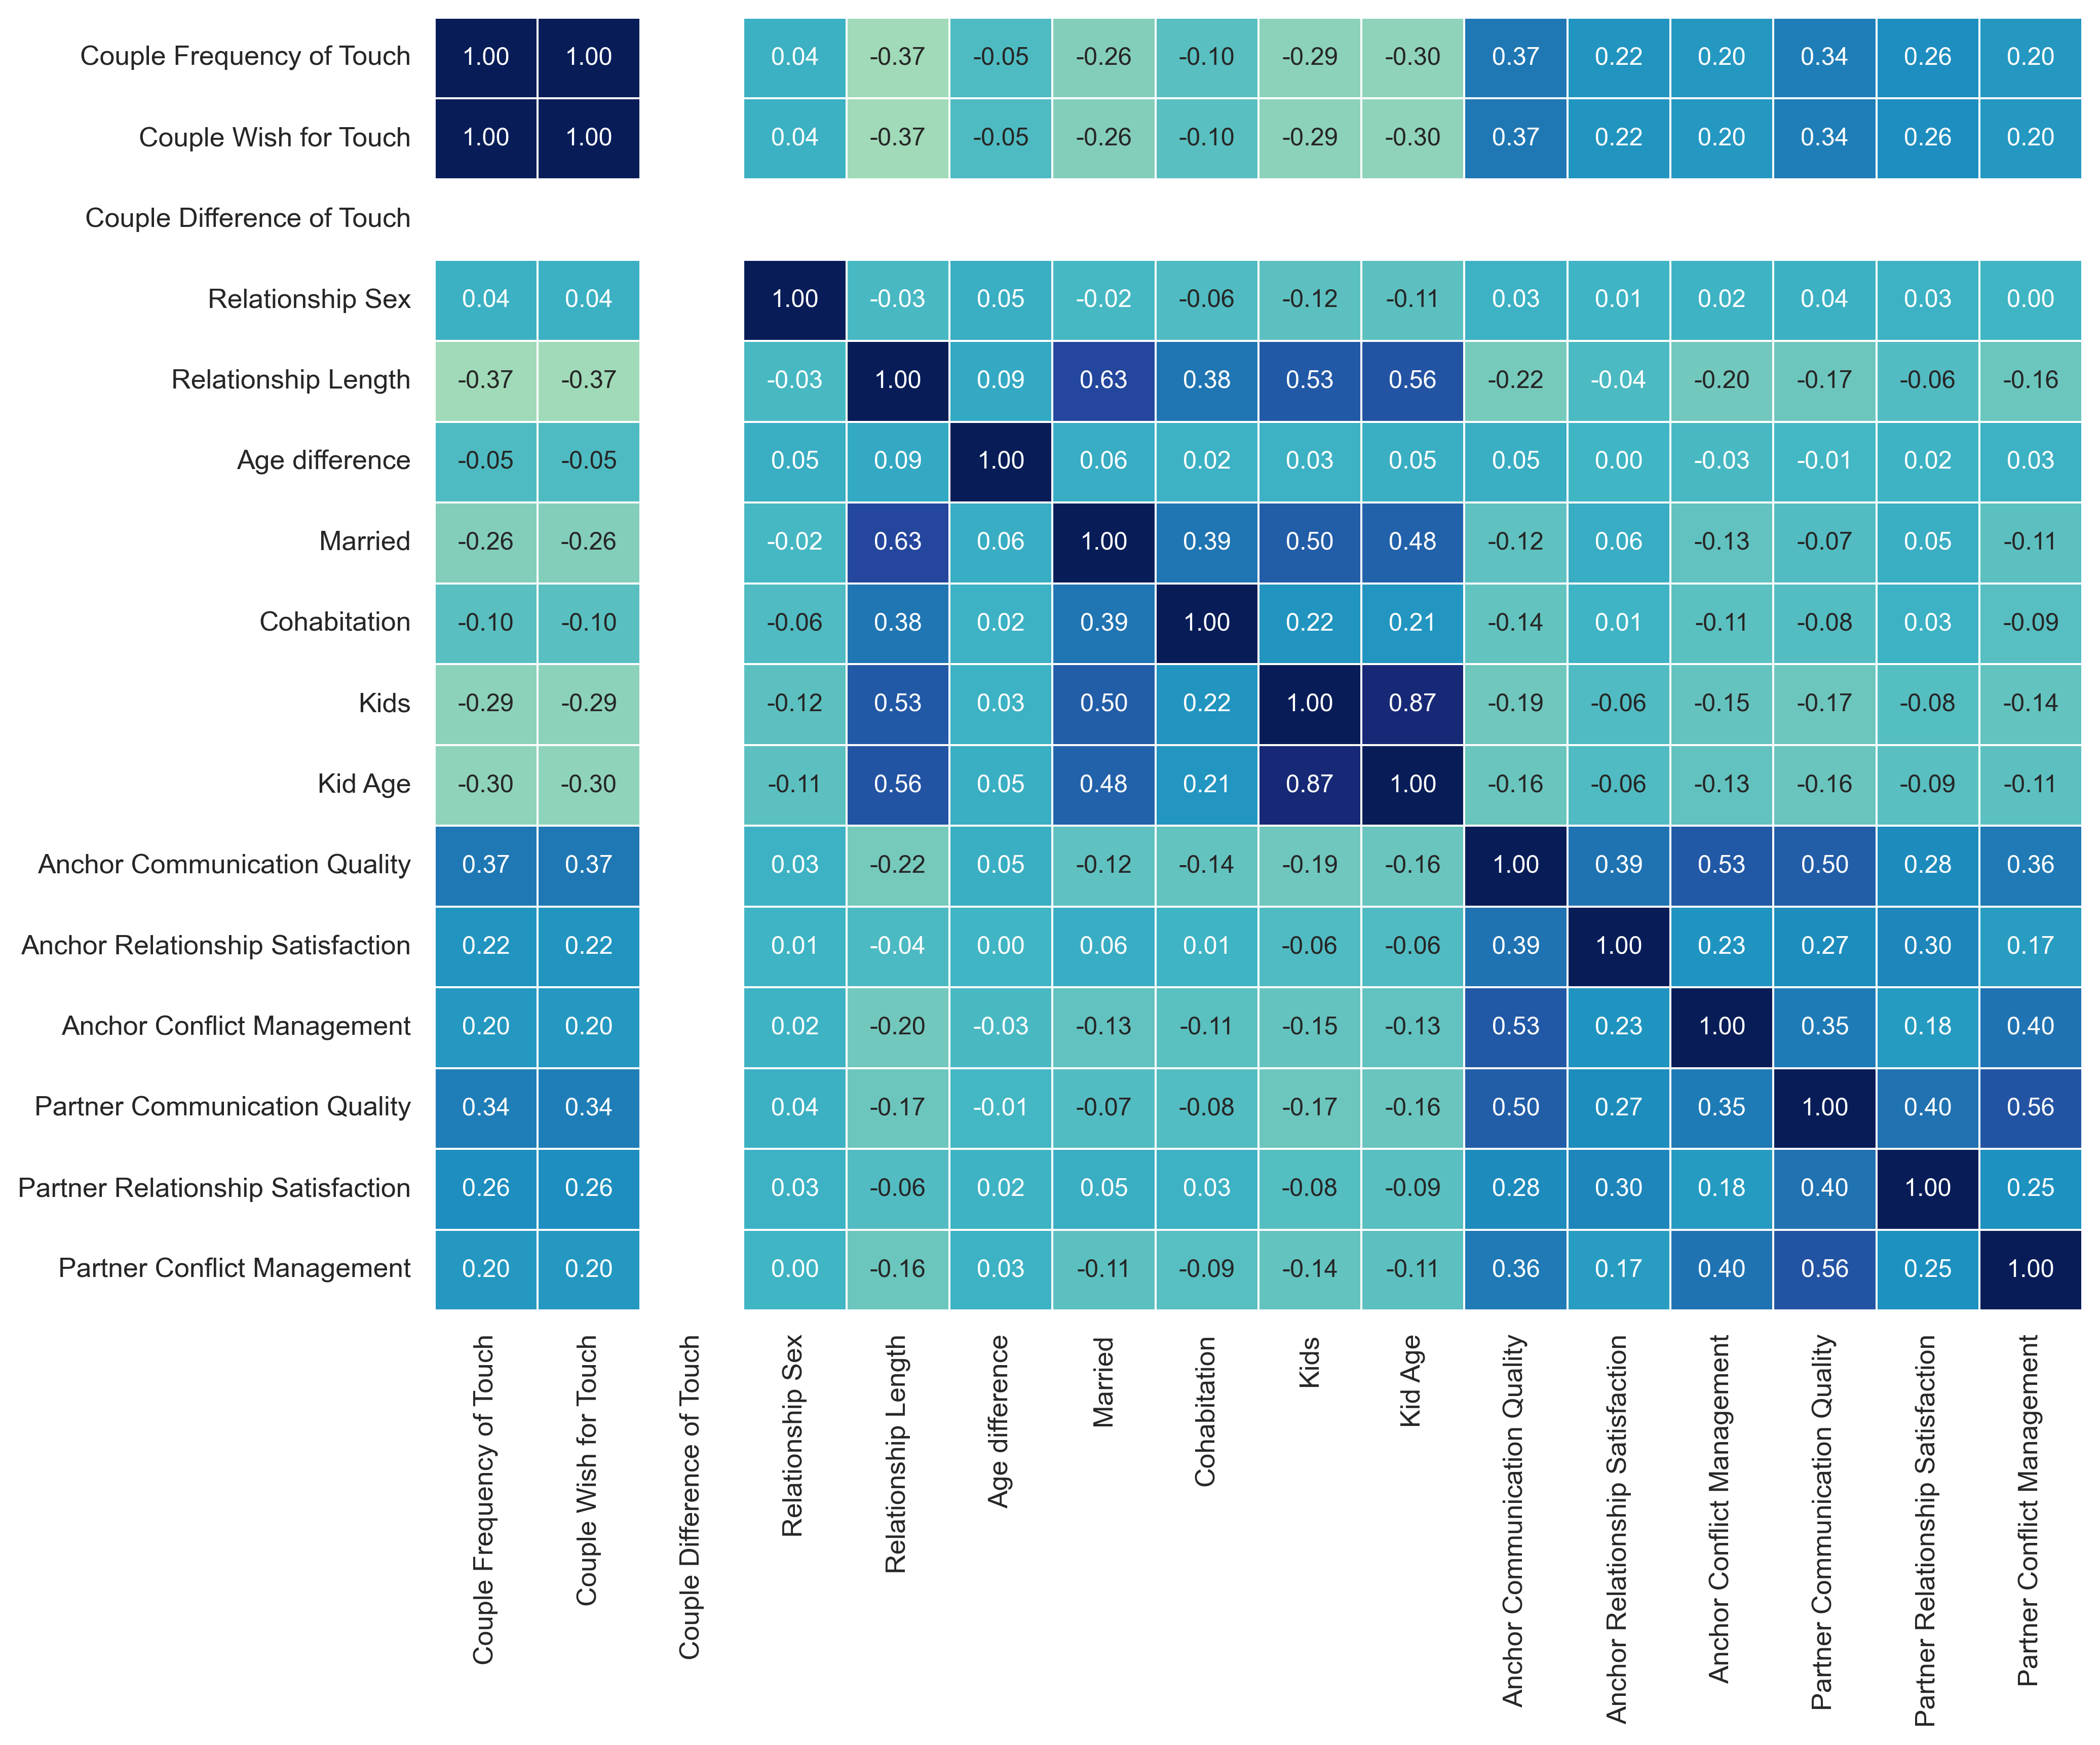 Couple Frequency of Touch 1.00 1.00 0.04 -0.37 -0.05 -0.26 -0.10 -0.29 -0.30 0.37 0.22 0.20 0.34 0.26 0.20
Couple Wish for Touch 1.00 1.00 0.04 -0.37 -0.05 -0.26 -0.10 -0.29 -0.30 0.37 0.22 0.20 0.34 0.26 0.20
Couple Difference of Touch
Relationship Sex 0.04 0.04 1.00 -0.03 0.05 -0.02 -0.06 -0.12 -0.11 0.03 0.01 0.02 0.04 0.03 0.00
Relationship Length -0.37 -0.37 -0.03 1.00 0.09 0.63 0.38 0.53 0.56 -0.22 -0.04 -0.20 -0.17 -0.06 -0.16
Age difference -0.05 -0.05 0.05 0.09 1.00 0.06 0.02 0.03 0.05 0.05 0.00 -0.03 -0.01 0.02 0.03
Married -0.26 -0.26 -0.02 0.63 0.06 1.00 0.39 0.50 0.48 -0.12 0.06 -0.13 -0.07 0.05 -0.11
Cohabitation -0.10 -0.10 -0.06 0.38 0.02 0.39 1.00 0.22 0.21 -0.14 0.01 -0.11 -0.08 0.03 -0.09
Kids -0.29 -0.29 -0.12 0.53 0.03 0.50 0.22 1.00 0.87 -0.19 -0.06 -0.15 -0.17 -0.08 -0.14
Kid Age -0.30 -0.30 -0.11 0.56 0.05 0.48 0.21 0.87 1.00 -0.16 -0.06 -0.13 -0.16 -0.09 -0.11
Anchor Communication Quality 0.37 0.37 0.03 -0.22 0.05 -0.12 -0.14 -0.19 -0.16 1.00 0.39 0.53 0.50 0.28 0.36
Anchor Relationship Satisfaction 0.22 0.22 0.01 -0.04 0.00 0.06 0.01 -0.06 -0.06 0.39 1.00 0.23 0.27 0.30 0.17
Anchor Conflict Management 0.20 0.20 0.02 -0.20 -0.03 -0.13 -0.11 -0.15 -0.13 0.53 0.23 1.00 0.35 0.18 0.40
Partner Communication Quality 0.34 0.34 0.04 -0.17 -0.01 -0.07 -0.08 -0.17 -0.16 0.50 0.27 0.35 1.00 0.40 0.56
Partner Relationship Satisfaction 0.26 0.26 0.03 -0.06 0.02 0.05 0.03 -0.08 -0.09 0.28 0.30 0.18 0.40 1.00 0.25
Partner Conflict Management 0.20 0.20 0.00 -0.16 0.03 -0.11 -0.09 -0.14 -0.11 0.36 0.17 0.40 0.56 0.25 1.00
Couple Frequency of Touch
Couple Wish for Touch
Couple Difference of Touch
Relationship Sex
Relationship Length
Age difference
Married
Cohabitation
Kids
Kid Age
Anchor Communication Quality
Anchor Relationship Satisfaction
Anchor Conflict Management
Partner Communication Quality
Partner Relationship Satisfaction
Partner Conflict Management